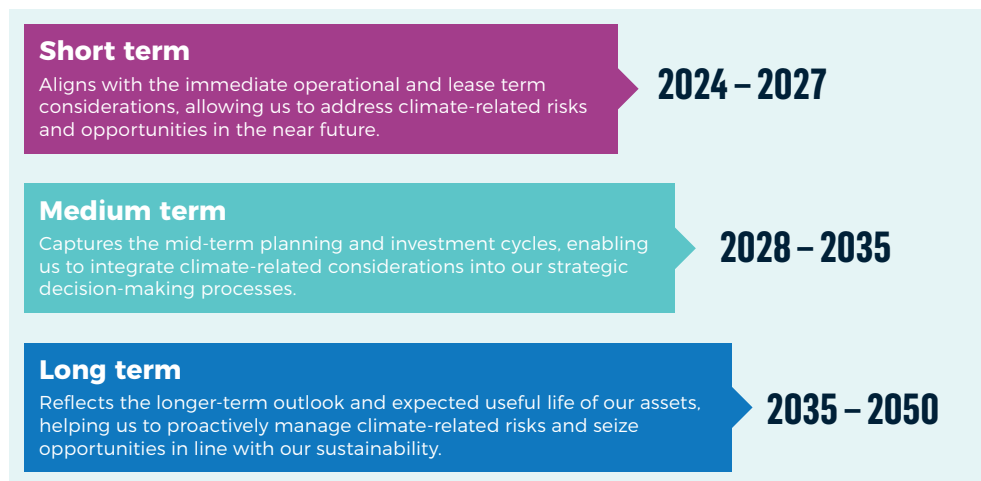 Short term
Aligns with the immediate operational and lease term
considerations, allowing us to address climate-related risks
and opportunities in the near future.
2024 – 2027
Medium term
Captures the mid-term planning and investment cycles, enabling
us to integrate climate-related considerations into our strategic
decision-making processes.
2028 – 2035
Long term
Reflects the longer-term outlook and expected useful life of our assets,
helping us to proactively manage climate-related risks and seize
opportunities in line with our sustainability.
2035 – 2050